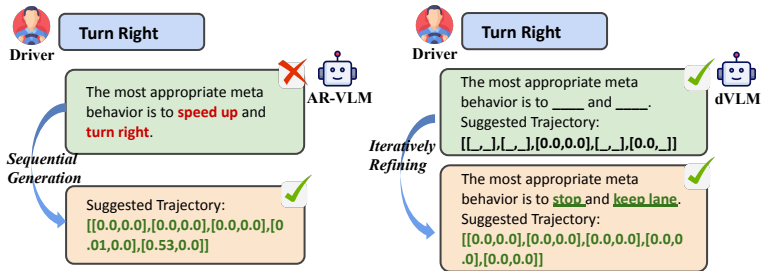 Turn Right
Driver
AR-VLM
The most appropriate meta
behavior is to speed up and
turn right.
Sequential
Generation
Suggested Trajectory:
[[0.0,0.0],[0.0,0.0],[0.0,0.0],[0
.01,0.0],[0.53,0.0]]
Turn Right
Driver
dVLM
The most appropriate meta
behavior is to ____ and ____.
Suggested Trajectory:
[[_,_],[_,_],[0.0,0.0],[_,_],[0.0,_]]
Iteratively
Refining
The most appropriate meta
behavior is to stop and keep lane.
Suggested Trajectory:
[[0.0,0.0],[0.0,0.0],[0.0,0.0],[0.0,0
.0],[0.0,0.0]]